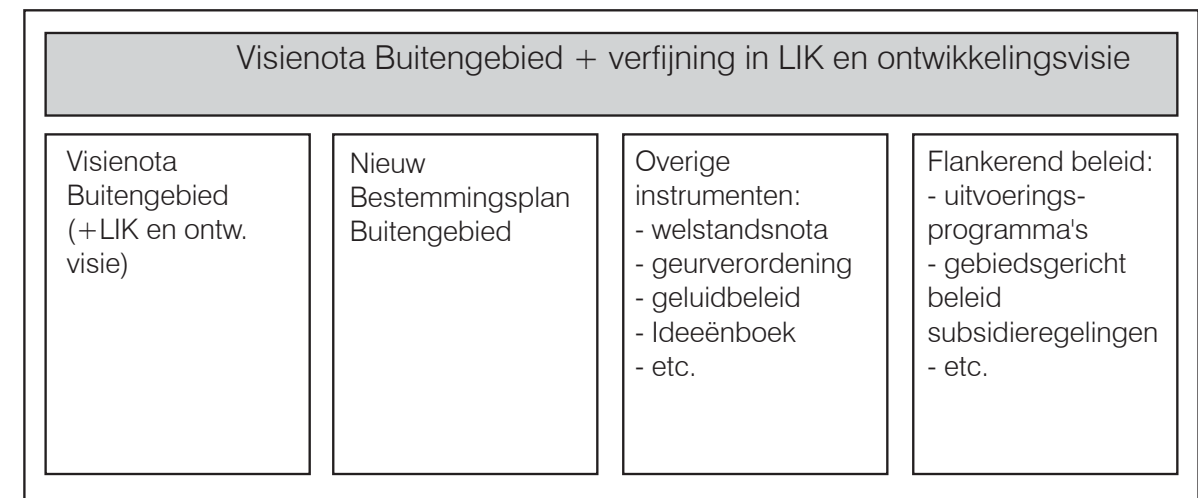 Visienota Buitengebied + verfijning in LIK en ontwikkelingsvisie
Visienota
Buitengebied
(+LIK en ontw.
visie)
Nieuw
Bestemmingsplan
Buitengebied
Overige
instrumenten:
- welstandsnota
- geurverordening
- geluidbeleid
- Ideeënboek
- etc.
Flankerend beleid:
- uitvoerings-
programma's
- gebiedsgericht
beleid
subsidieregelingen
- etc.